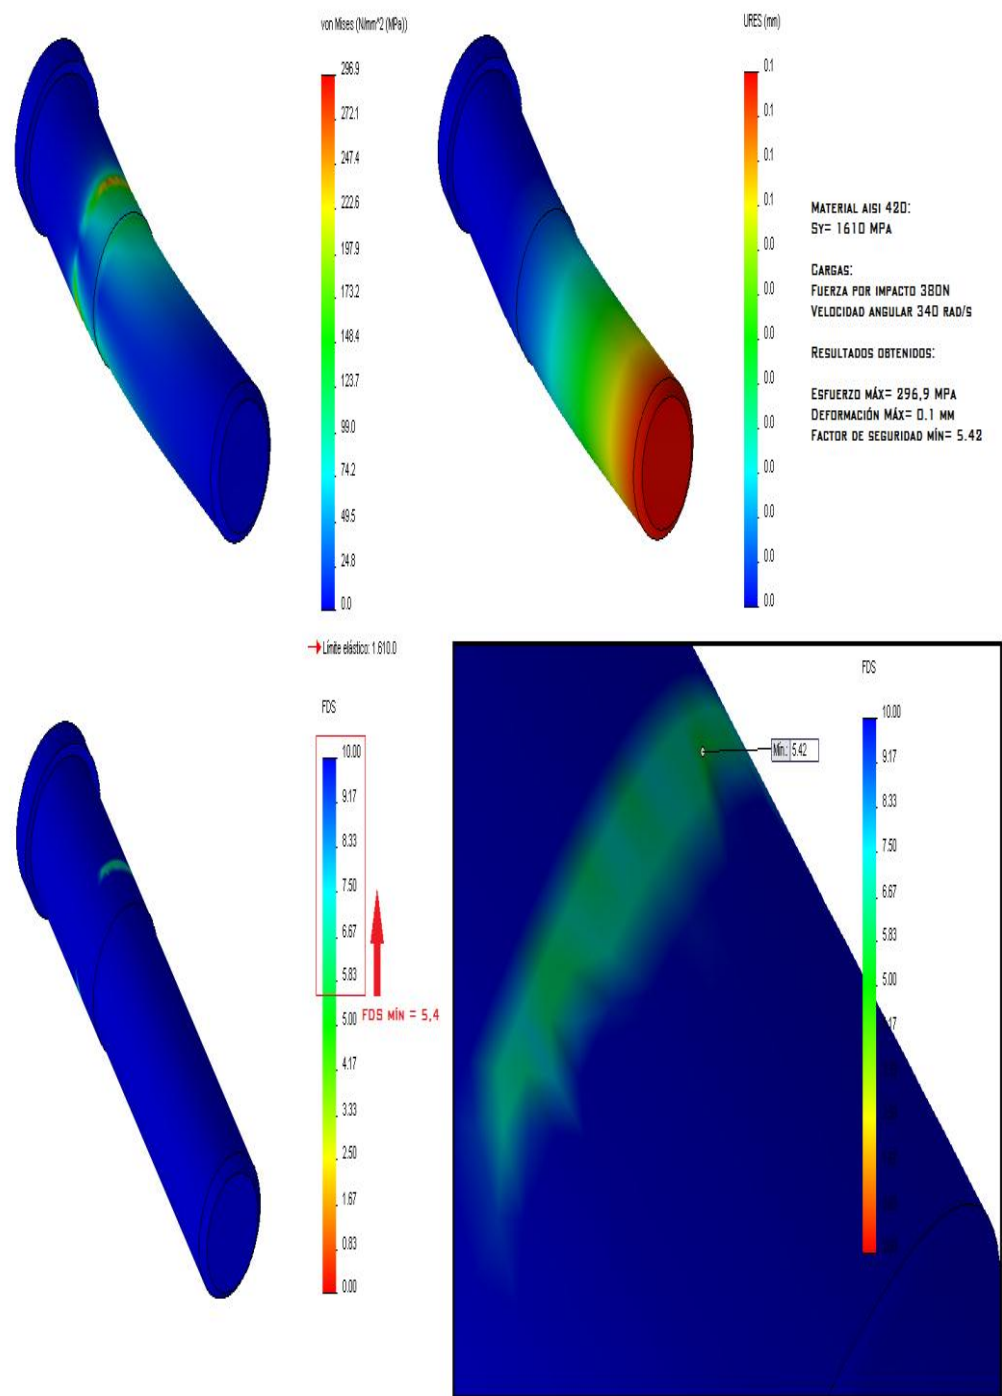 von Mises (N/mm^2 (MPa))
296.9
272.1
247.4
222.6
197.9
173.2
148.4
123.7
99.0
74.2
49.5
24.8
0.0
Límite elástico: 1.610.0
URES (mm)
0.1
0.1
0.1
0.1
0.0
0.0
0.0
0.0
0.0
0.0
0.0
0.0
0.0
MATERIAL AISI 420:
SY= 1610 MPA
CARGAS:
FUERZA POR IMPACTO 380N
VELOCIDAD ANGULAR 340 RAD/S
RESULTADOS OBTENIDOS:
ESFUERZO MÁX= 296,9 MPA
DEFORMACIÓN MÁX= 0.1 MM
FACTOR DE SEGURIDAD MÍN= 5.42
FDS
10.00
9.17
8.33
7.50
6.67
5.83
5.00
4.17
3.33
2.50
1.67
0.83
0.00
FDS MÍN = 5,4
FDS
10.00
9.17
8.33
7.50
6.67
5.83
5.00
Mín.: 5.42